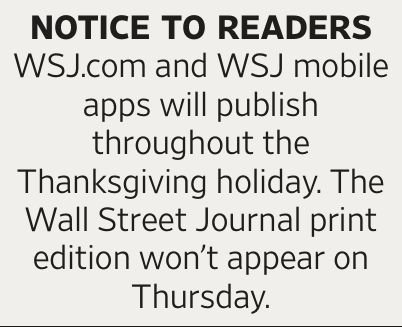 NOTICE TO READERS
WSJ.com and WSJ mobile
apps will publish
throughout the
Thanksgiving holiday. The
Wall Street Journal print
edition won’t appear on
Thursday.